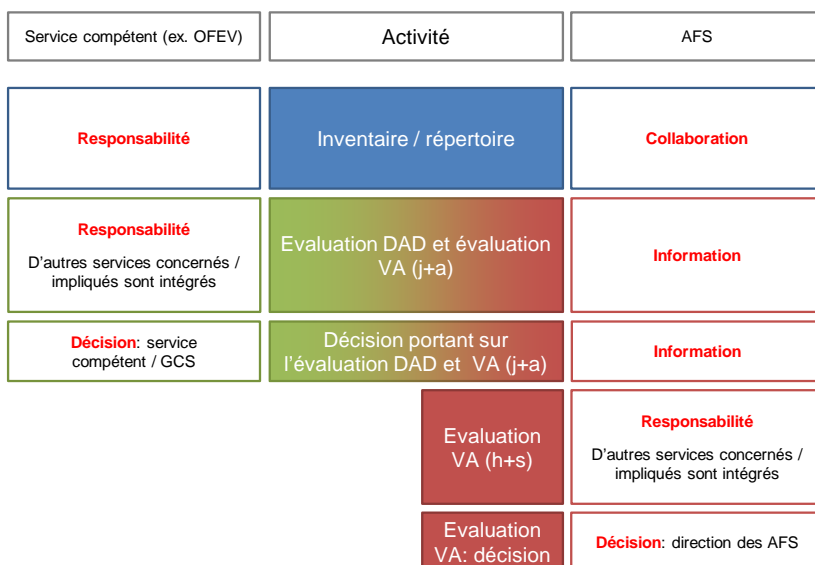 Service compétent (ex. OFEV)
Activité
AFS
Responsabilité
Inventaire / répertoire
Collaboration
Responsabilité
D'autres services concernés /
impliqués sont intégrés
Evaluation DAD et évaluation
VA (j+a)
Information
Décision: service
compétent / GCS
Décision portant sur
l'évaluation DAD et VA (j+a)
Information
Evaluation
VA (h+s)
Responsabilité
D'autres services concernés /
impliqués sont intégrés
Evaluation
VA: décision
Décision: direction des AFS